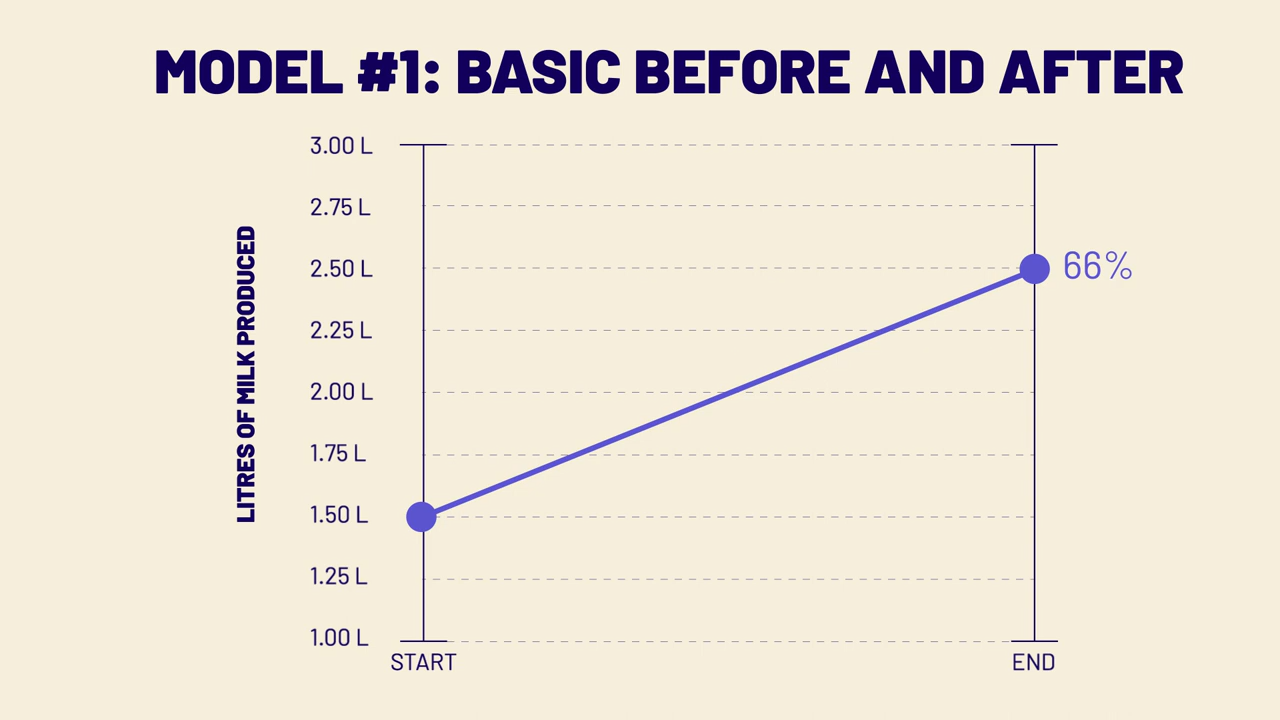 MODEL #1: BASIC BEFORE AND AFTER
LITRES OF MILK PRODUCED
3.00 L
2.75 L
2.50 L
2.25 L
2.00 L
1.75 L
1.50 L
1.25 L
1.00 L
66%
START
END